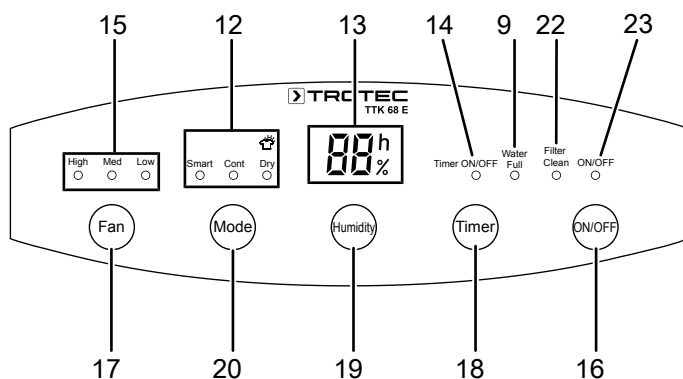 15 12 13 14 9 22 23
TROTEC
TTK 68 E
High Med Low
Smart Cont Dry
88 h %
Timer ON/OFF
Water Full
Filter Clean
ON/OFF
Fan Mode Humidity Timer ON/OFF
17 20 19 18 16